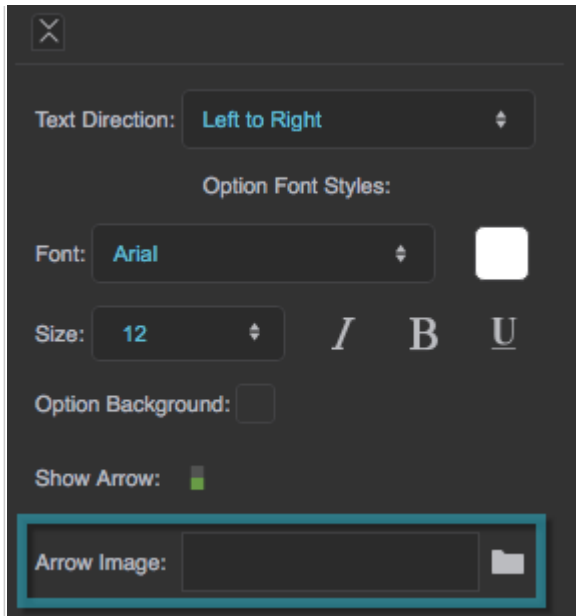 Text Direction: Left to Right
Option Font Styles:
Font: Arial
Size: 12 I B U
Option Background:
Show Arrow:
Arrow Image: